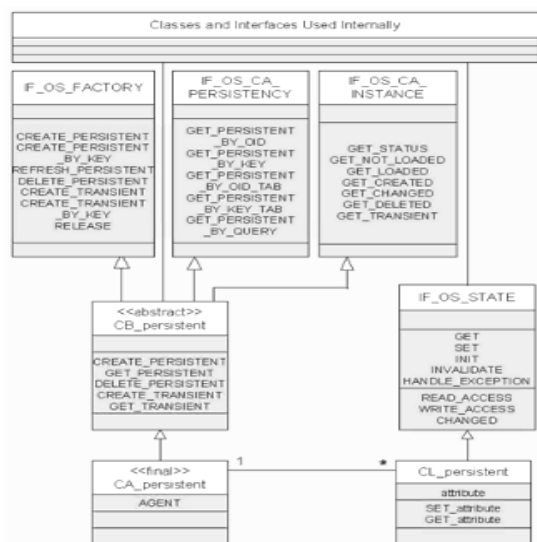 Classes and Interfaces Used Internally
IF_OS_FACTORY
CREATE_PERSISTENT
CREATE_PERSISTENT
_BY_KEY
REFRESH_PERSISTENT
DELETE_PERSISTENT
CREATE_TRANSIENT
CREATE_TRANSIENT
_BY_KEY
RELEASE
IF_OS_CA_
PERSISTENCY
GET_PERSISTENT
_BY_OID
GET_PERSISTENT
_BY_KEY
GET_PERSISTENT
_BY_OID_TAB
GET_PERSISTENT
_BY_KEY_TAB
GET_PERSISTENT
_BY_QUERY
IF_OS_CA_
INSTANCE
GET_STATUS
GET_NOT_LOADED
GET_LOADED
GET_CREATED
GET_CHANGED
GET_DELETED
GET_TRANSIENT
<<abstract>>
CB_persistent
CREATE_PERSISTENT
GET_PERSISTENT
DELETE_PERSISTENT
CREATE_TRANSIENT
GET_TRANSIENT
IF_OS_STATE
GET
SET
INIT
INVALIDATE
HANDLE_EXCEPTION
READ_ACCESS
WRITE_ACCESS
CHANGED
<<final>>
CA_persistent
AGENT
1
*
CL_persistent
attribute
SET_attribute
GET_attribute